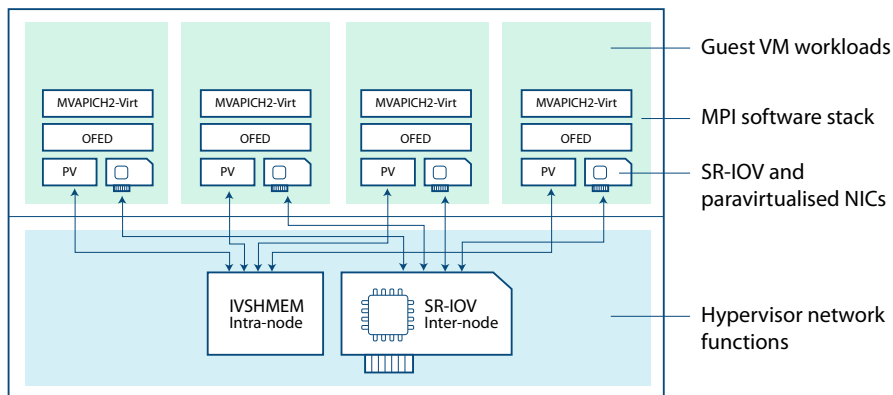 Guest VM workloads
MVAPICH2-Virt MVAPICH2-Virt MVAPICH2-Virt MVAPICH2-Virt
MPI software stack
OFED OFED OFED OFED
PV PV PV PV
SR-IOV and
paravirtualised NICs
IVSHMEM
Intra-node
SR-IOV
Inter-node
Hypervisor network
functions